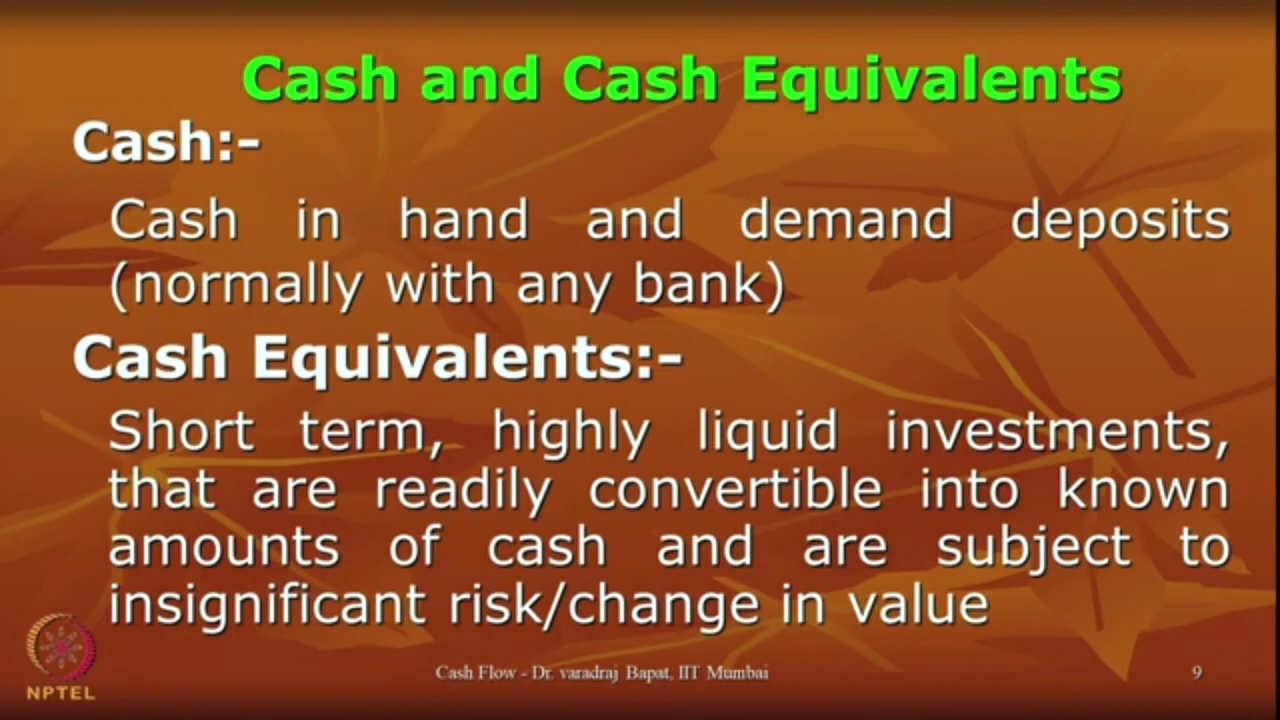 Cash and Cash Equivalents
Cash:-
Cash in hand and demand deposits
(normally with any bank)
Cash Equivalents:-
Short term, highly liquid investments,
that are readily convertible into known
amounts of cash and are subject to
insignificant risk/change in value
NPTEL
Cash Flow - Dr. varadraj Bapat, IIT Mumbai
9